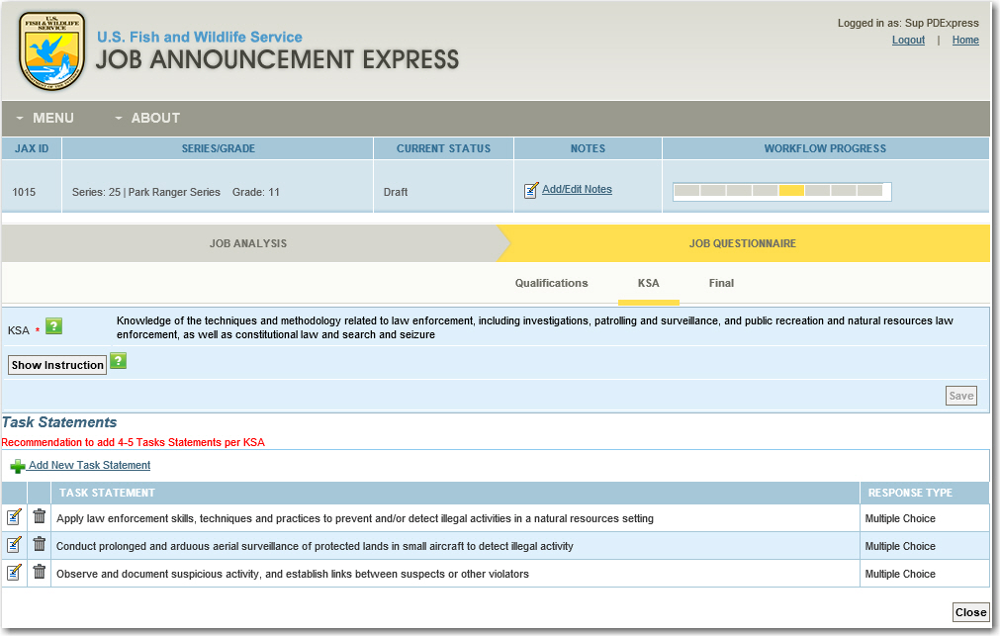 U.S.
FISH & WILDLIFE
SERVICE
DEPARTMENT OF THE INTERIOR
U.S. Fish and Wildlife Service
JOB ANNOUNCEMENT EXPRESS
Logged in as: Sup PDExpress
Logout | Home
MENU ABOUT
JAX ID SERIES/GRADE CURRENT STATUS NOTES WORKFLOW PROGRESS
1015 Series: 25 | Park Ranger Series Grade: 11 Draft Add/Edit Notes
JOB ANALYSIS JOB QUESTIONNAIRE
Qualifications KSA Final
KSA * ? Knowledge of the techniques and methodology related to law enforcement, including investigations, patrolling and surveillance, and public recreation and natural resources law
enforcement, as well as constitutional law and search and seizure
Show Instruction ?
Save
Task Statements
Recommendation to add 4-5 Tasks Statements per KSA
Add New Task Statement
TASK STATEMENT RESPONSE TYPE
Apply law enforcement skills, techniques and practices to prevent and/or detect illegal activities in a natural resources setting Multiple Choice
Conduct prolonged and arduous aerial surveillance of protected lands in small aircraft to detect illegal activity Multiple Choice
Observe and document suspicious activity, and establish links between suspects or other violators Multiple Choice
Close